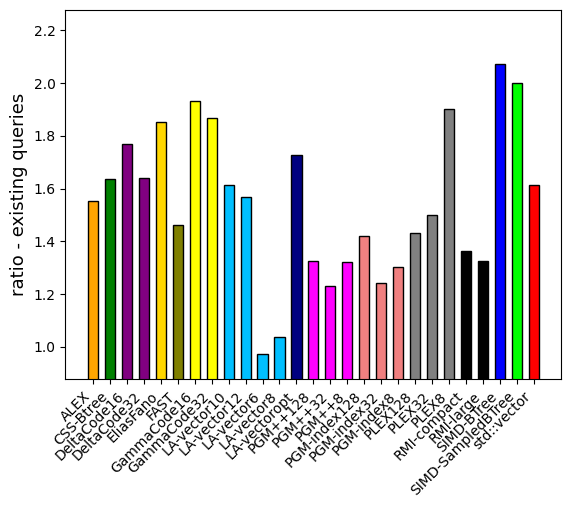 ratio - existing queries
2.2
2.0
1.8
1.6
1.4
1.2
1.0
ALEX
CSS-Btree
DeltaCode16
DeltaCode32
EliasFano
FAST
GammaCode16
GammaCode32
LA-vector10
LA-vector12
LA-vector6
LA-vector8
LA-vectoropt
PGM++128
PGM++32
PGM++8
PGM-index128
PGM-index32
PGM-index8
PLEX128
PLEX32
PLEX8
RMI-compact
RMI-large
SIMD-BTree
SIMD-SampledBTree
std::vector